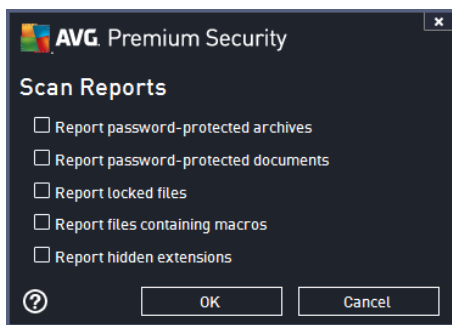 AVG. Premium Security
x
Scan Reports
Report password-protected archives
Report password-protected documents
Report locked files
Report files containing macros
Report hidden extensions
?
OK
Cancel